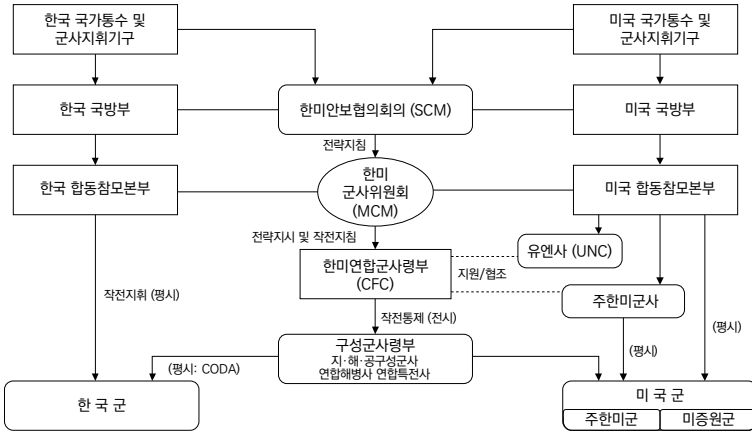 한국 국가통수 및
군사지휘기구
미국 국가통수 및
군사지휘기구
한국 국방부
한미안보협의회의 (SCM)
미국 국방부
전략지침
한국 합동참모본부
한미
군사위원회
(MCM)
미국 합동참모본부
전략지시 및 작전지침
유엔사 (UNC)
한미연합군사령부
(CFC)
지원/협조
작전지휘 (평시)
주한미군사
작전통제 (전시)
(평시)
구성군사령부
지·해·공구성군사
연합해병사 연합특전사
(평시)
(평시: CODA)
한 국 군
미 국 군
주한미군
미증원군